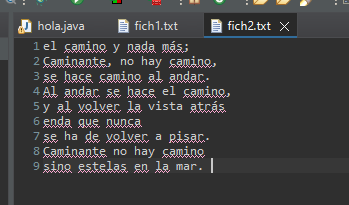 hola.java
fich1.txt
fich2.txt
1 el camino y nada más;
2 Caminante, no hay camino,
3 se hace camino al andar.
4 Al andar se hace el camino,
5 y al volver la vista atrás
6 enda que nunca
7 se ha de volver a pisar.
8 Caminante no hay camino
9 sino estelas en la mar.